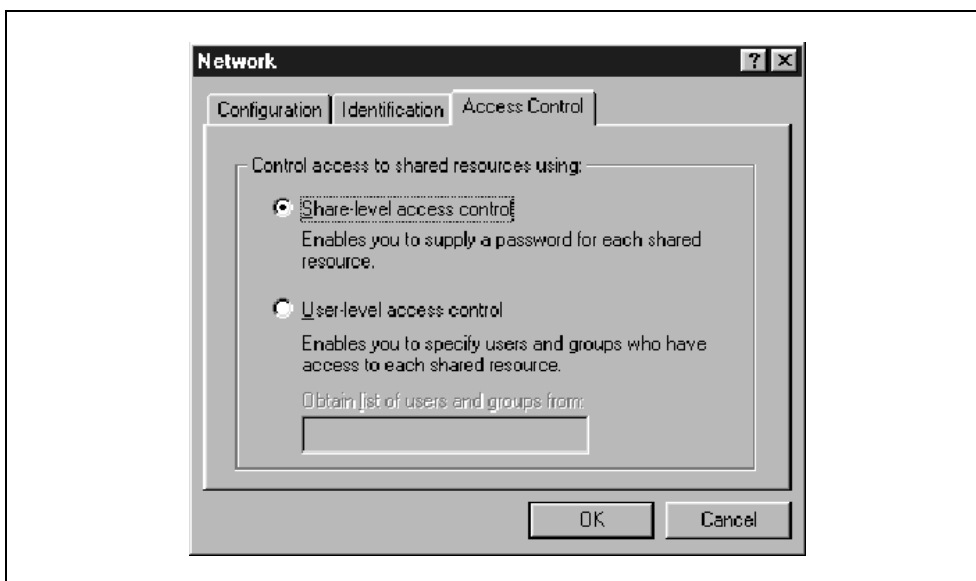 Network
Configuration
Identification
Access Control
Control access to shared resources using:
Share-level access control
Enables you to supply a password for each shared
resource.
User-level access control
Enables you to specify users and groups who have
access to each shared resource.
Obtain list of users and groups from:
OK
Cancel